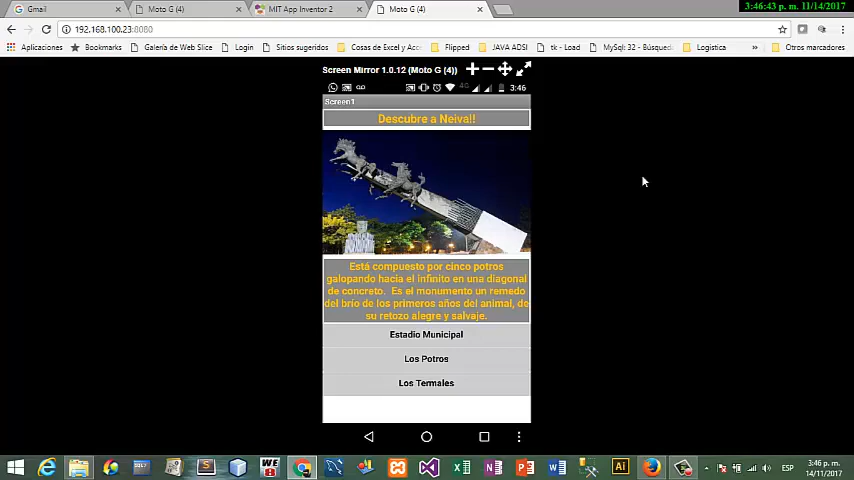 3:46:43 p. m. 11/14/2017
Gmail
Moto G (4)
MIT App Inventor 2
Moto G (4)
192.168.100.23:8080
Aplicaciones
Bookmarks
Galería de Web Slice
Login
Sitios sugeridos
Cosas de Excel y Acc
Flipped
JAVA ADSI
tk - Load
MySql: 32 - Búsqued
Logistica
»
Otros marcadores
Screen Mirror 1.0.12 (Moto G (4))
4G
3:46
Screen1
Descubre a Neiva!!
Está compuesto por cinco potros
galopando hacia el infinito en una diagonal
de concreto. Es el monumento un remedo
del brío de los primeros años del animal, de
su retozo alegre y salvaje.
Estadio Municipal
Los Potros
Los Termales
ESP
3:46 p. m.
14/11/2017